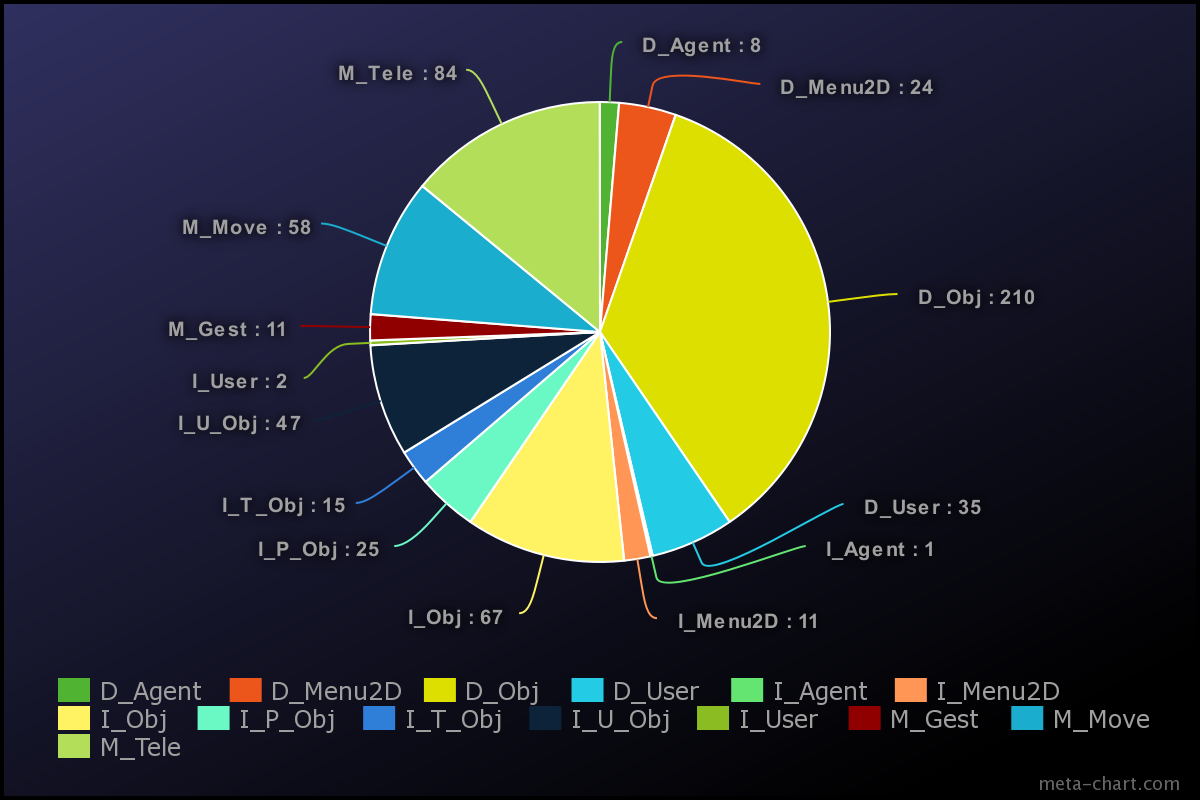 D_Agent : 8
M_Tele : 84
D_Menu2D : 24
M_Move : 58
D_Obj : 210
M_Gest : 11
I_User : 2
I_U_Obj : 47
I_T_Obj : 15
D_User : 35
I_P_Obj : 25
I_Agent : 1
I_Obj : 67
I_Menu2D : 11
D_Agent D_Menu2D D_Obj D_User I_Agent I_Menu2D
I_Obj I_P_Obj I_T_Obj I_U_Obj I_User M_Gest M_Move
M_Tele
meta-chart.com